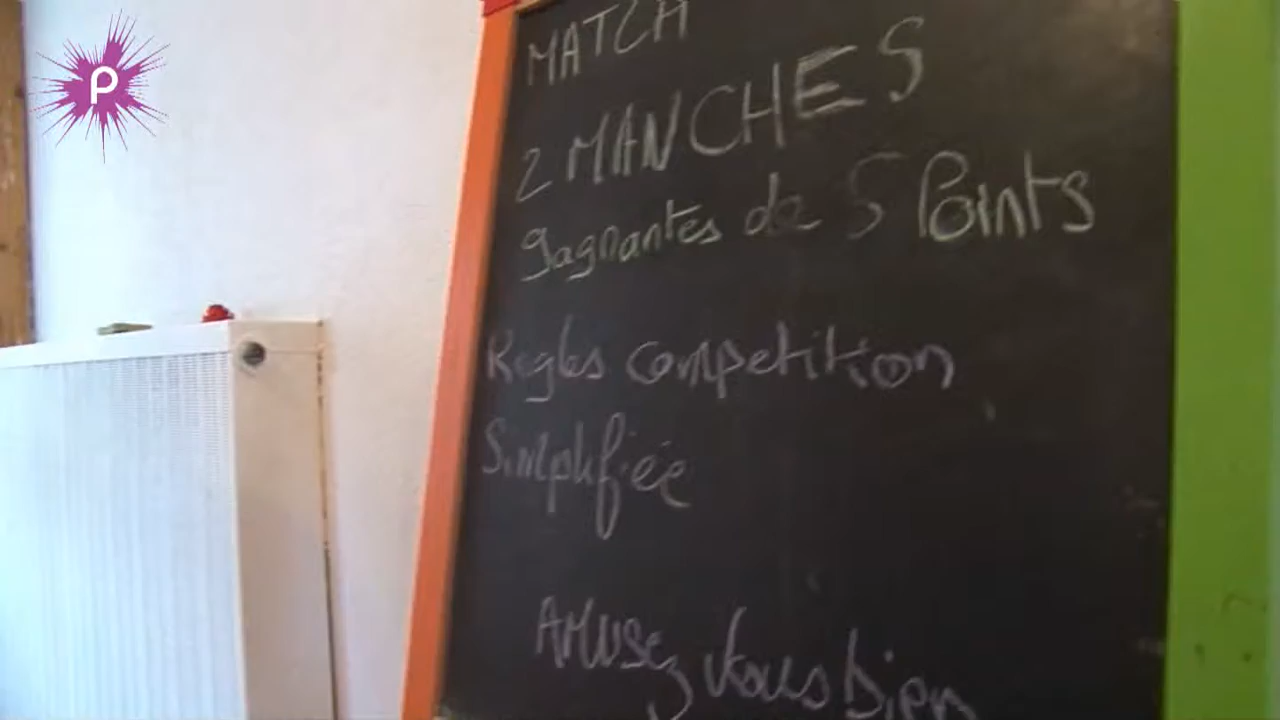 P
MATCH
2 MANCHES
gagnantes de 5 Points
Regles competition
Simplifiée
AMUSEz Vous bien